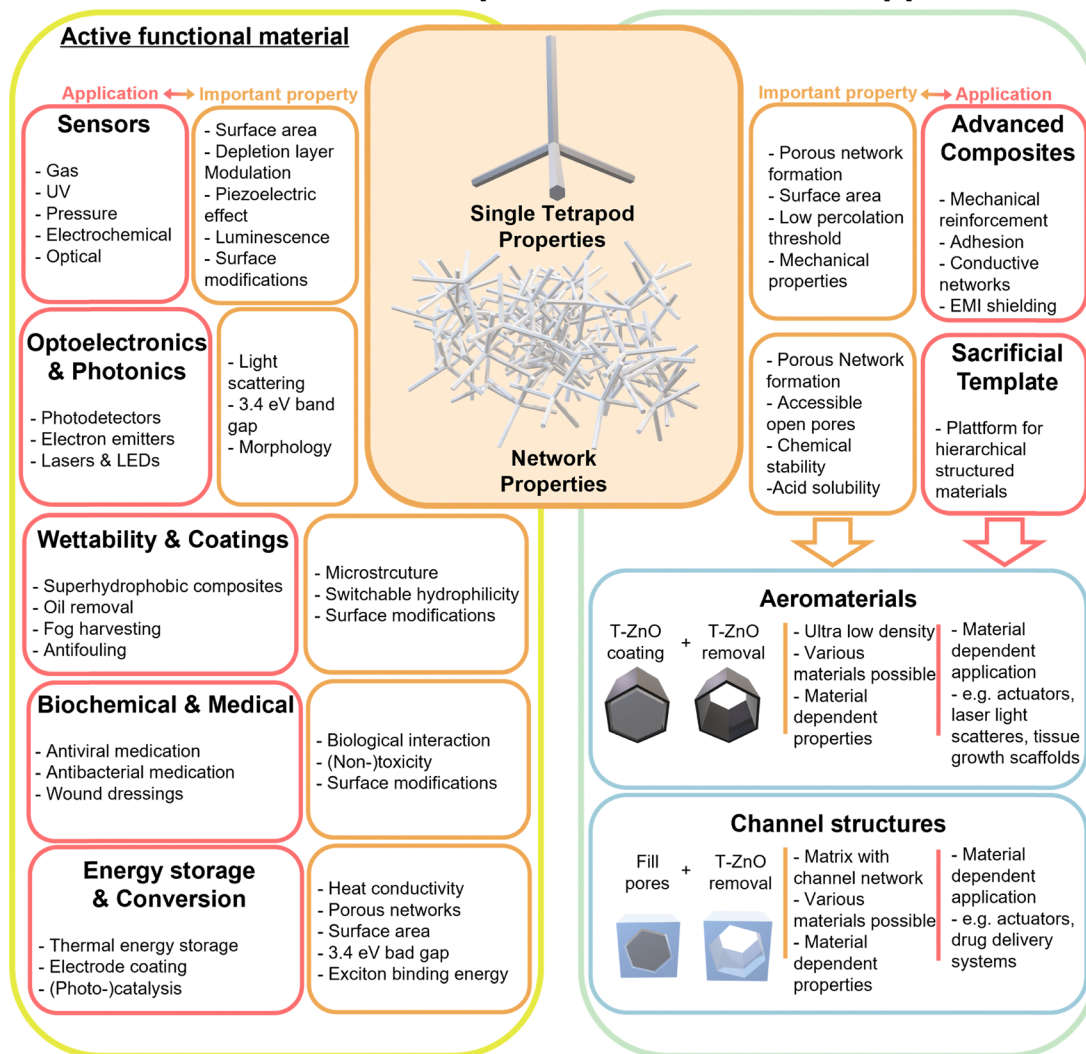 Active functional material
Application
Important property
Sensors
- Gas
- UV
- Pressure
- Electrochemical
- Optical
- Surface area
- Depletion layer
Modulation
- Piezoelectric
effect
- Luminescence
- Surface
modifications
Optoelectronics
& Photonics
- Photodetectors
- Electron emitters
- Lasers & LEDs
- Light
scattering
- 3.4 eV band
gap
- Morphology
Wettability & Coatings
- Superhydrophobic composites
- Oil removal
- Fog harvesting
- Antifouling
- Microstrcuture
- Switchable hydrophilicity
- Surface modifications
Biochemical & Medical
- Antiviral medication
- Antibacterial medication
- Wound dressings
- Biological interaction
- (Non-)toxicity
- Surface modifications
Energy storage
& Conversion
- Thermal energy storage
- Electrode coating
- (Photo-)catalysis
- Heat conductivity
- Porous networks
- Surface area
- 3.4 eV bad gap
- Exciton binding energy
Single Tetrapod
Properties
Network
Properties
Important property
Application
- Porous network
formation
- Surface area
- Low percolation
threshold
- Mechanical
properties
Advanced
Composites
- Mechanical
reinforcement
- Adhesion
- Conductive
networks
- EMI shielding
- Porous Network
formation
- Accessible
open pores
- Chemical
stability
-Acid solubility
Sacrificial
Template
- Plattform for
hierarchical
structured
materials
Aeromaterials
T-ZnO
coating
+
T-ZnO
removal
- Ultra low density
- Various
materials possible
- Material
dependent
properties
- Material
dependent
application
- e.g. actuators,
laser light
scatteres, tissue
growth scaffolds
Channel structures
Fill
pores
+
T-ZnO
removal
- Matrix with
channel network
- Various
materials possible
- Material
dependent
properties
- Material
dependent
application
- e.g. actuators,
drug delivery
systems